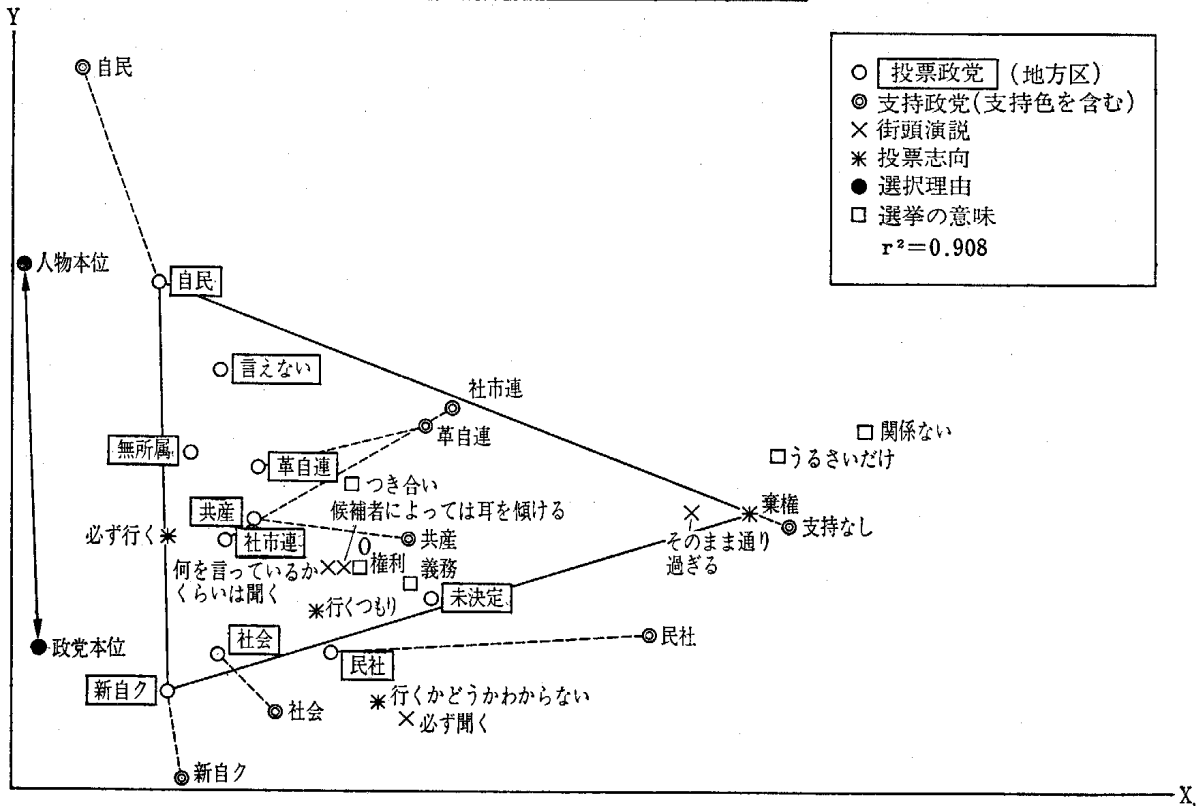 Y
自民
投票政党 (地方区)
支持政党(支持色を含む)
街頭演説
投票志向
選択理由
選挙の意味
r²=0.908
人物本位
自民
言えない
社市連
革自連
無所属
革自連
関係ない
うるさいだけ
つき合い
候補者によっては耳を傾ける
共産
棄権
支持なし
必ず行く
社市連
共産
そのまま通り
過ぎる
何を言っているか
くらいは聞く
権利
義務
行くつもり
未決定
社会
民社
政党本位
民社
新自ク
行くかどうかわからない
社会
必ず聞く
新自ク
X